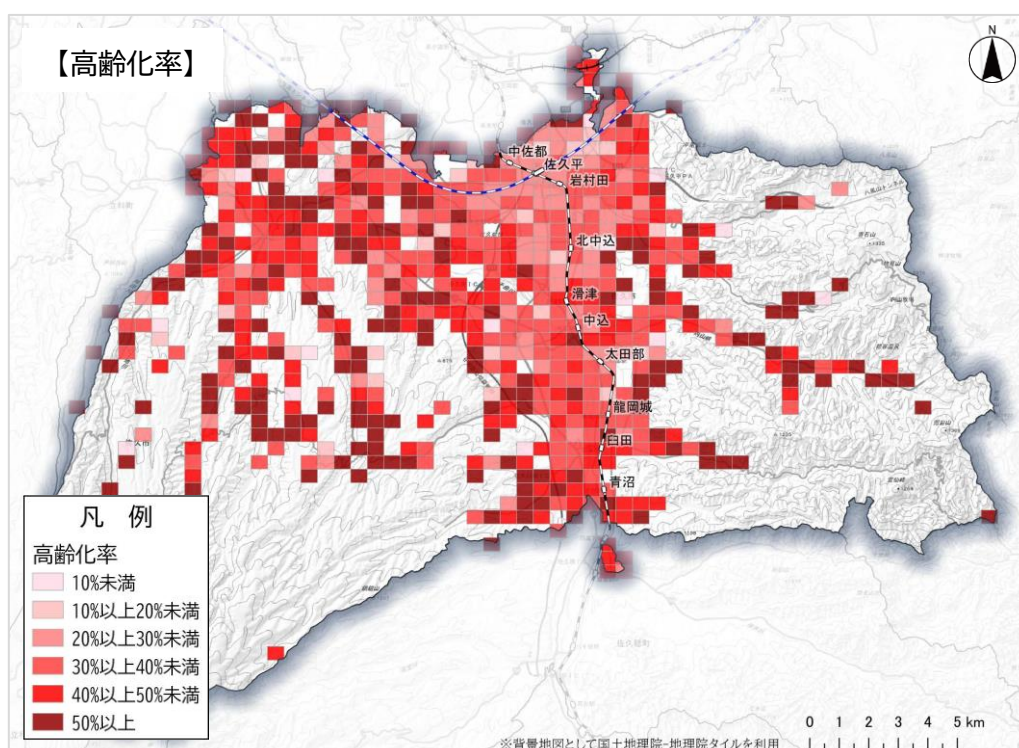 【高齢化率】
N
中佐都
佐久平
岩村田
北中込
滑津
中込
太田部
龍岡城
臼田
青沼
凡 例
高齢化率
10%未満
10%以上20%未満
20%以上30%未満
30%以上40%未満
40%以上50%未満
50%以上
0 1 2 3 4 5 km
※背景地図として国土地理院-地理院タイルを利用